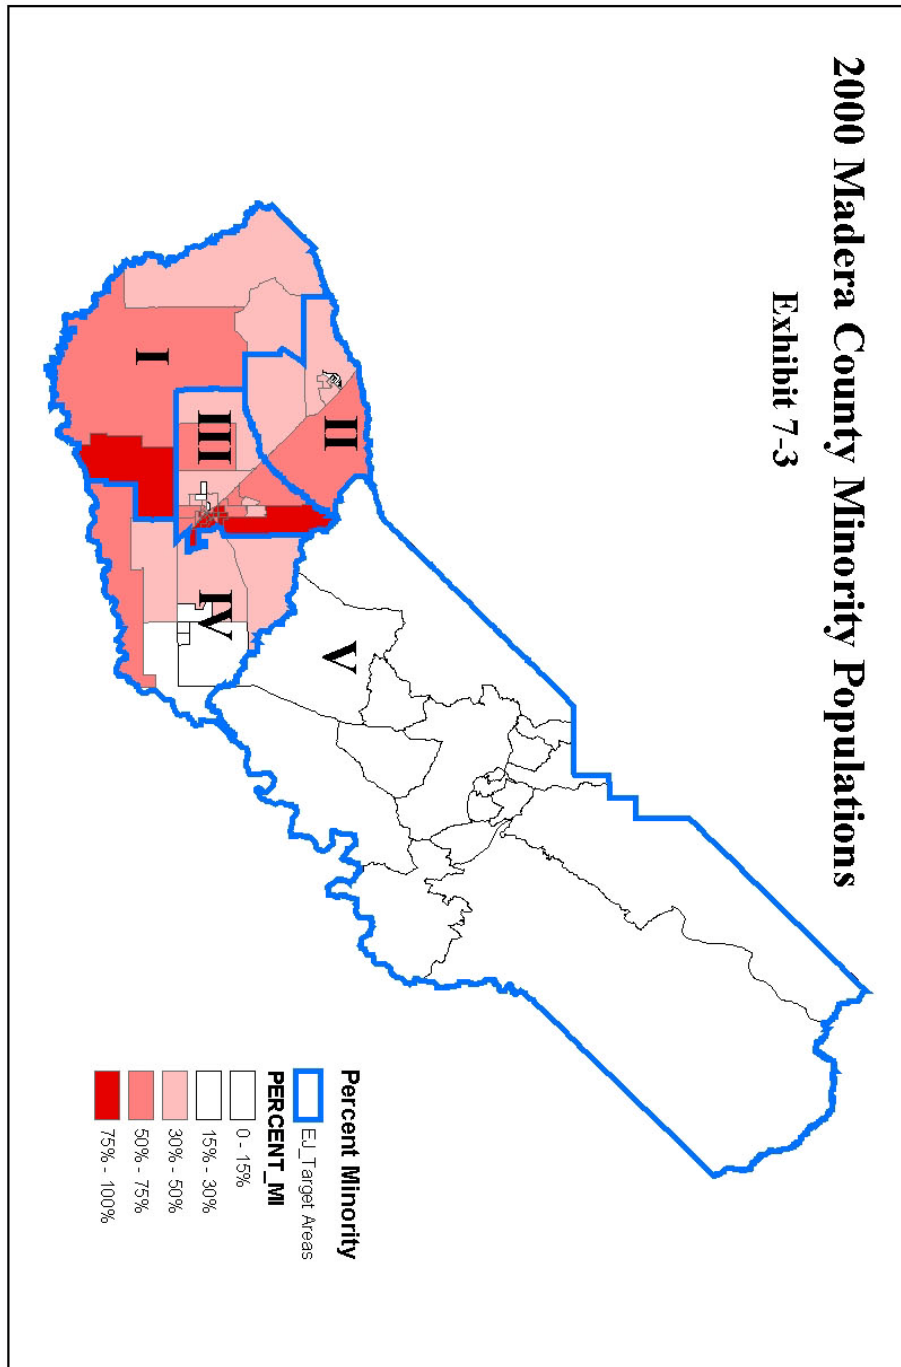 2000 Madera County Minority Populations
Exhibit 7-3
I
II
III
IV
V
Percent Minority
EJ_Target Areas
PERCENT_MI
0 - 15%
15% - 30%
30% - 50%
50% - 75%
75% - 100%